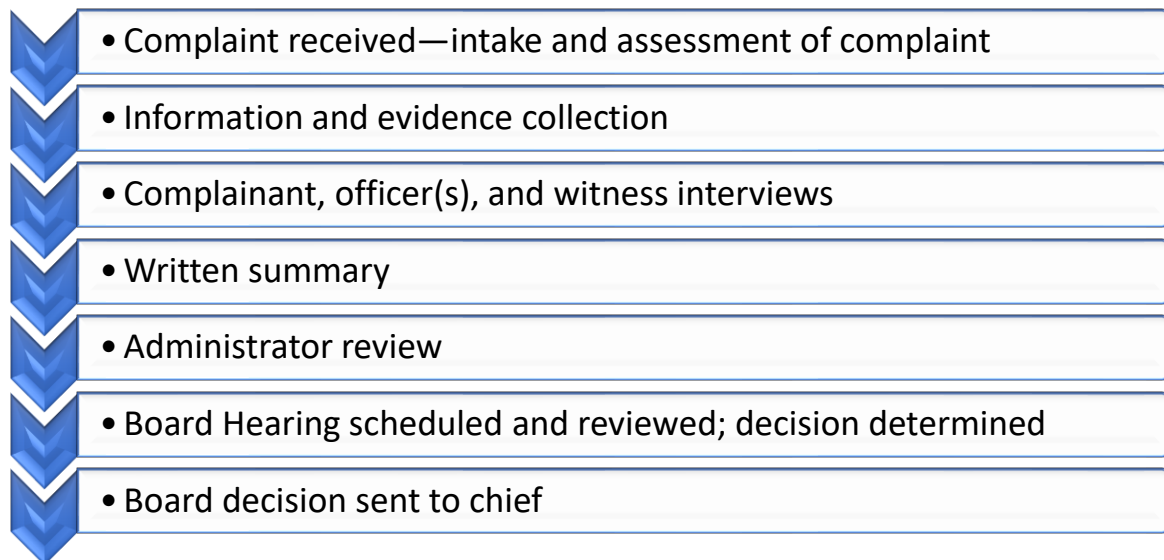 • Complaint received—intake and assessment of complaint
• Information and evidence collection
• Complainant, officer(s), and witness interviews
• Written summary
• Administrator review
• Board Hearing scheduled and reviewed; decision determined
• Board decision sent to chief